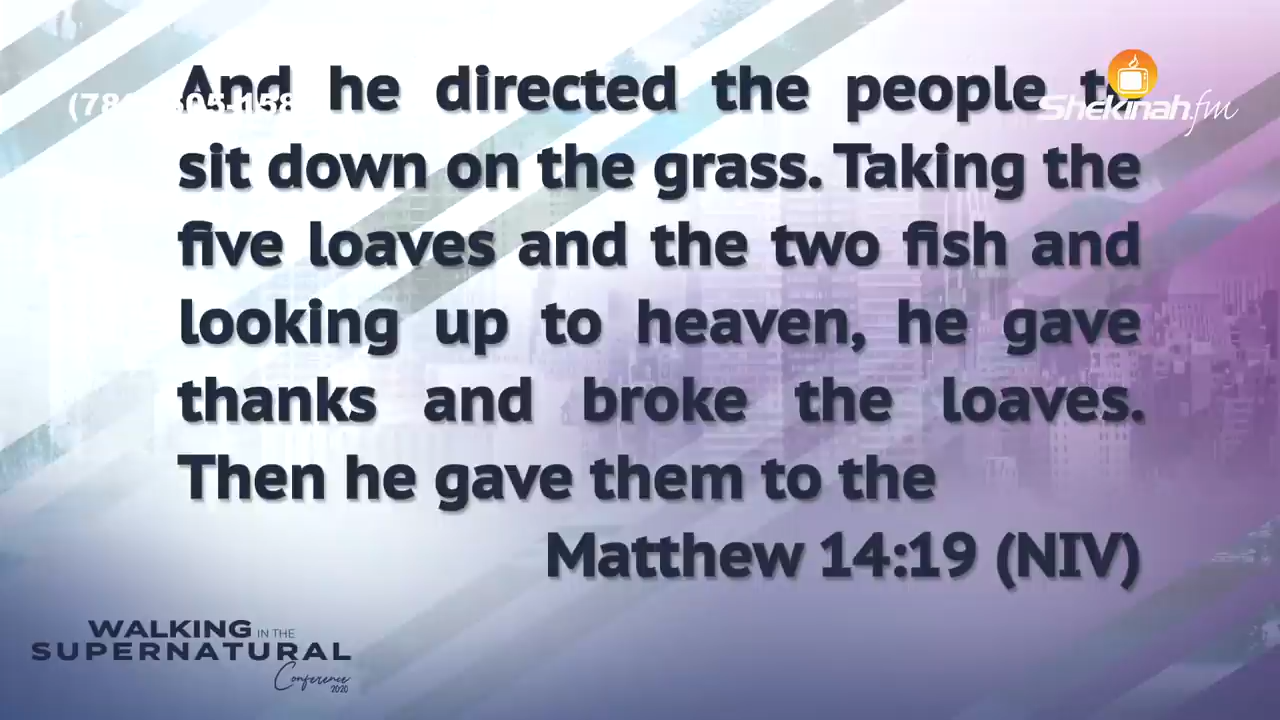 And he directed the people to
sit down on the grass. Taking the
five loaves and the two fish and
looking up to heaven, he gave
thanks and broke the loaves.
Then he gave them to the
Matthew 14:19 (NIV)
Shekinah.fm
WALKING IN THE
SUPERNATURAL
Conference
2020